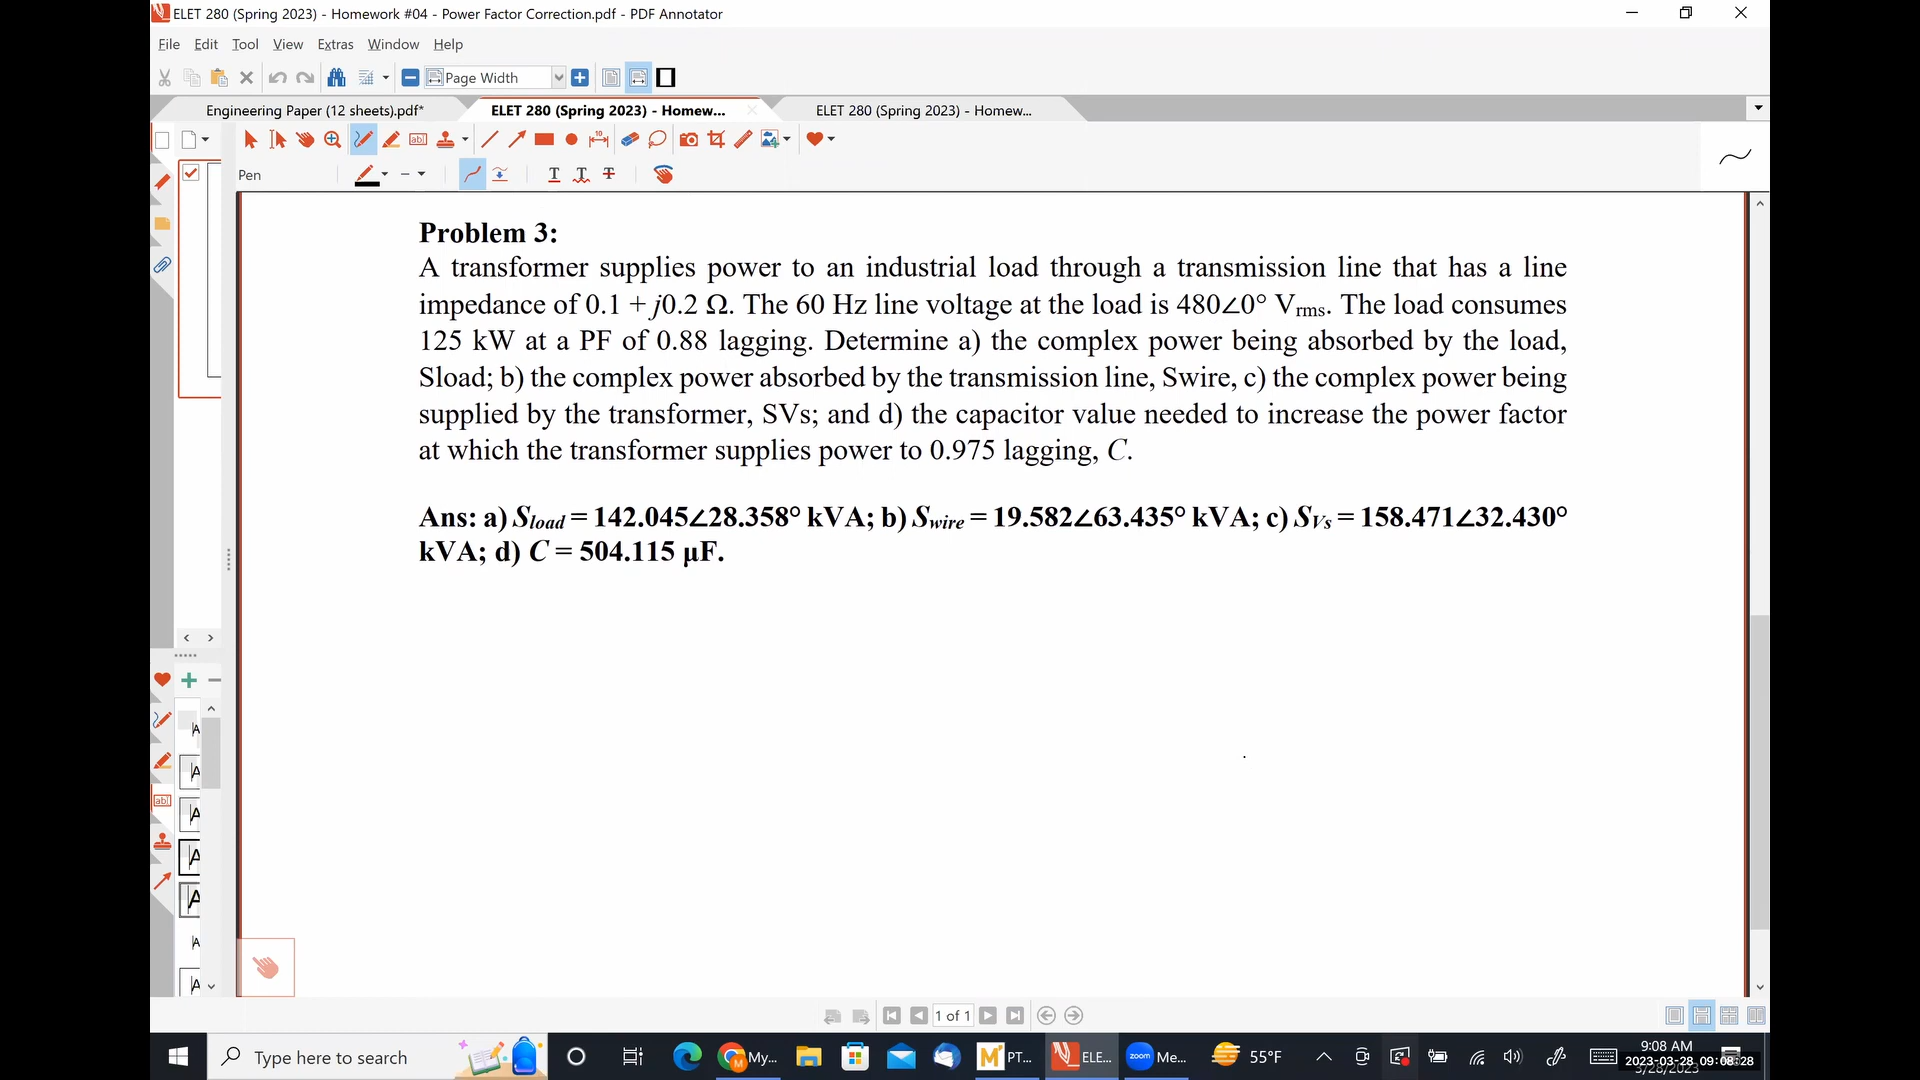 ELET 280 (Spring 2023) - Homework #04 - Power Factor Correction.pdf - PDF Annotator
File Edit Tool View Extras Window Help
Page Width
Engineering Paper (12 sheets).pdf* ELET 280 (Spring 2023) - Homew... ELET 280 (Spring 2023) - Homew...
Pen
Problem 3:
A transformer supplies power to an industrial load through a transmission line that has a line
impedance of 0.1 + j0.2 Ω. The 60 Hz line voltage at the load is 480∠0° Vrms. The load consumes
125 kW at a PF of 0.88 lagging. Determine a) the complex power being absorbed by the load,
Sload; b) the complex power absorbed by the transmission line, Swire, c) the complex power being
supplied by the transformer, SVs; and d) the capacitor value needed to increase the power factor
at which the transformer supplies power to 0.975 lagging, C.
Ans: a) Sload = 142.045∠28.358° kVA; b) Swire = 19.582∠63.435° kVA; c) SVs = 158.471∠32.430°
kVA; d) C = 504.115 μF.
1 of 1
Type here to search My... PT... ELE... zoom Me... 55°F 9:08 AM
2023-03-28 09:08:28
3/28/2023